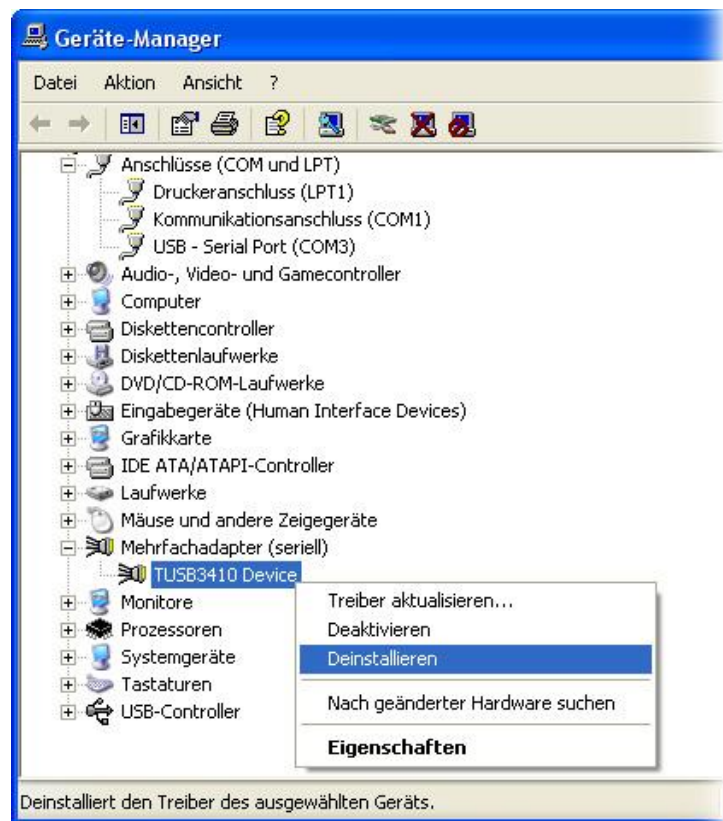 Geräte-Manager
Datei Aktion Ansicht ?
Anschlüsse (COM und LPT)
Druckeranschluss (LPT1)
Kommunikationsanschluss (COM1)
USB - Serial Port (COM3)
Audio-, Video- und Gamecontroller
Computer
Diskettencontroller
Diskettenlaufwerke
DVD/CD-ROM-Laufwerke
Eingabegeräte (Human Interface Devices)
Grafikkarte
IDE ATA/ATAPI-Controller
Laufwerke
Mäuse und andere Zeigegeräte
Mehrfachadapter (seriell)
TUSB3410 Device
Monitore
Prozessoren
Systemgeräte
Tastaturen
USB-Controller
Treiber aktualisieren...
Deaktivieren
Deinstallieren
Nach geänderter Hardware suchen
Eigenschaften
Deinstalliert den Treiber des ausgewählten Geräts.